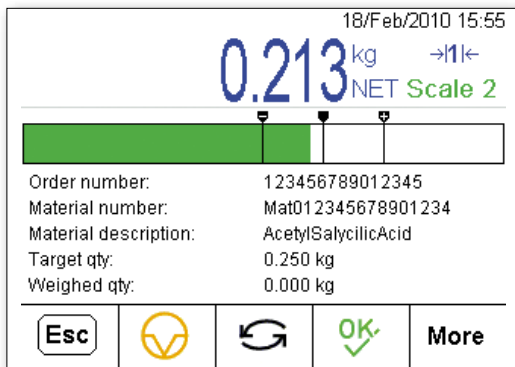 18/Feb/2010 15:55
0.213 kg →|1|←
NET Scale 2
Order number: 123456789012345
Material number: Mat012345678901234
Material description: AcetylSalycilicAcid
Target qty: 0.250 kg
Weighed qty: 0.000 kg
Esc OK More